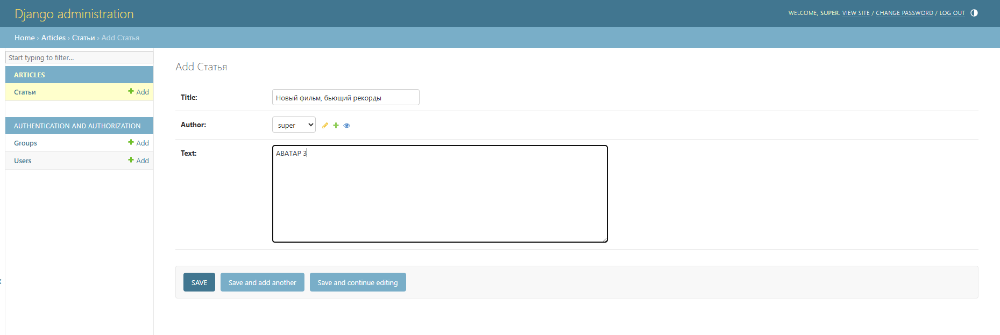 Django administration
WELCOME, SUPER. VIEW SITE / CHANGE PASSWORD / LOG OUT
Home › Articles › Статьи › Add Статья
Start typing to filter...
ARTICLES
Статьи Add
AUTHENTICATION AND AUTHORIZATION
Groups Add
Users Add
Add Статья
Title: Новый фильм, бьющий рекорды
Author: super
Text: АВАТАР 3
SAVE Save and add another Save and continue editing